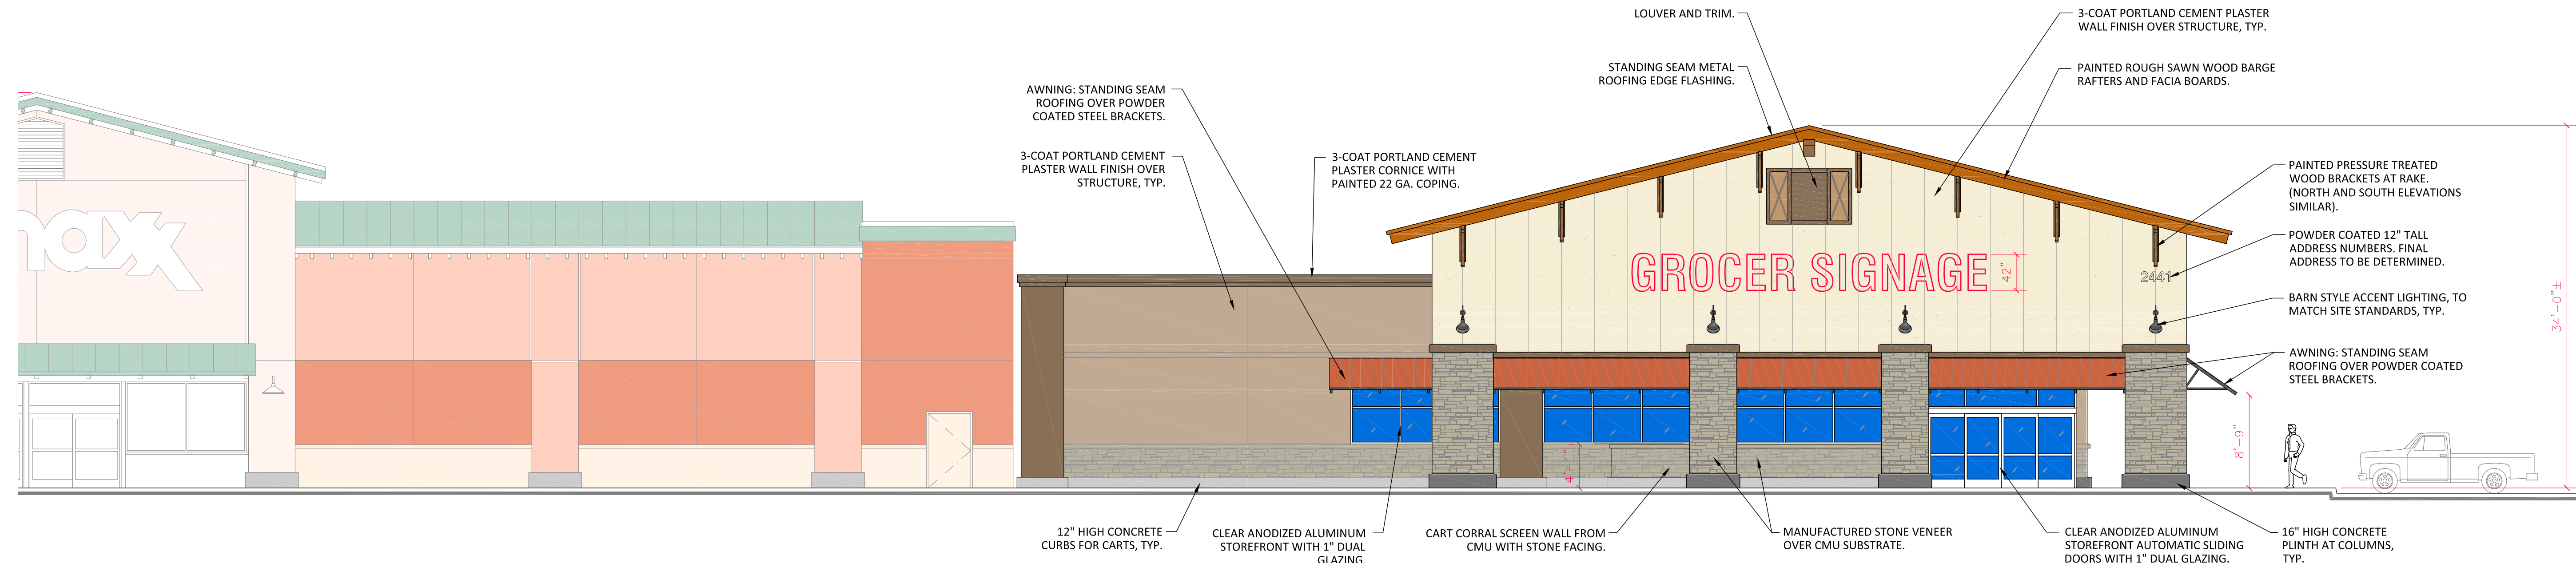 LOUVER AND TRIM.
3-COAT PORTLAND CEMENT PLASTER
WALL FINISH OVER STRUCTURE, TYP.
STANDING SEAM METAL
ROOFING EDGE FLASHING.
PAINTED ROUGH SAWN WOOD BARGE
RAFTERS AND FACIA BOARDS.
AWNING: STANDING SEAM
ROOFING OVER POWDER
COATED STEEL BRACKETS.
3-COAT PORTLAND CEMENT
PLASTER WALL FINISH OVER
STRUCTURE, TYP.
3-COAT PORTLAND CEMENT
PLASTER CORNICE WITH
PAINTED 22 GA. COPING.
PAINTED PRESSURE TREATED
WOOD BRACKETS AT RAKE.
(NORTH AND SOUTH ELEVATIONS
SIMILAR).
POWDER COATED 12" TALL
ADDRESS NUMBERS. FINAL
ADDRESS TO BE DETERMINED.
BARN STYLE ACCENT LIGHTING, TO
MATCH SITE STANDARDS, TYP.
AWNING: STANDING SEAM
ROOFING OVER POWDER COATED
STEEL BRACKETS.
maxx
GROCER SIGNAGE
42"
2441
34'-0"±
8'-9"
4'-1"
12" HIGH CONCRETE
CURBS FOR CARTS, TYP.
CLEAR ANODIZED ALUMINUM
STOREFRONT WITH 1" DUAL
GLAZING.
CART CORRAL SCREEN WALL FROM
CMU WITH STONE FACING.
MANUFACTURED STONE VENEER
OVER CMU SUBSTRATE.
CLEAR ANODIZED ALUMINUM
STOREFRONT AUTOMATIC SLIDING
DOORS WITH 1" DUAL GLAZING.
16" HIGH CONCRETE
PLINTH AT COLUMNS,
TYP.